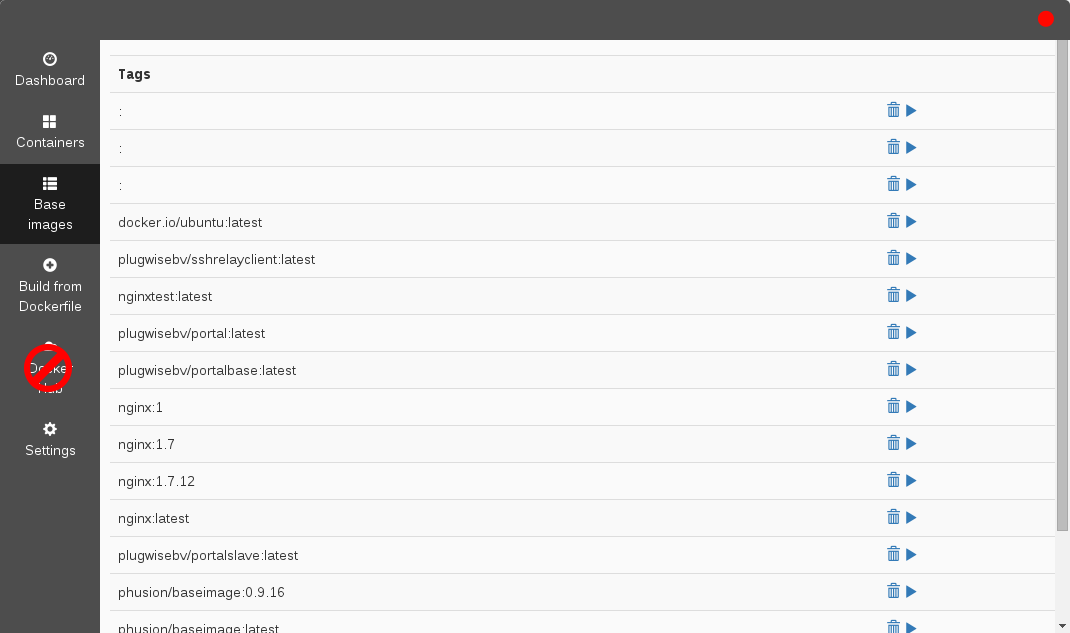 Dashboard
Containers
Base
images
Build from
Dockerfile
Docker
Hub
Settings
Tags
:
:
:
docker.io/ubuntu:latest
plugwisebv/sshrelayclient:latest
nginxtest:latest
plugwisebv/portal:latest
plugwisebv/portalbase:latest
nginx:1
nginx:1.7
nginx:1.7.12
nginx:latest
plugwisebv/portalslave:latest
phusion/baseimage:0.9.16
phusion/baseimage:latest